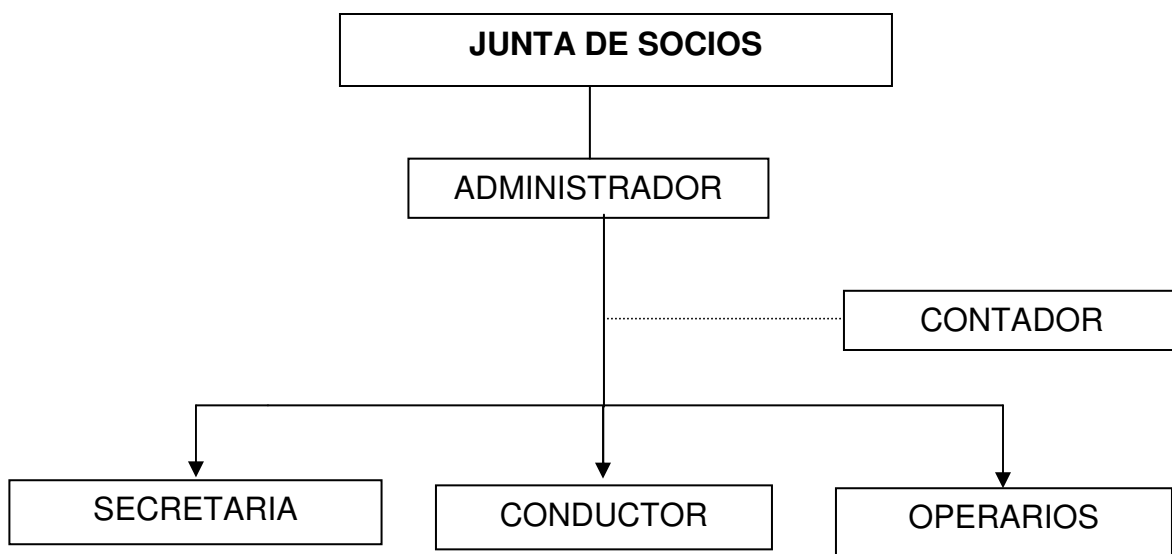 JUNTA DE SOCIOS
ADMINISTRADOR
CONTADOR
SECRETARIA
CONDUCTOR
OPERARIOS